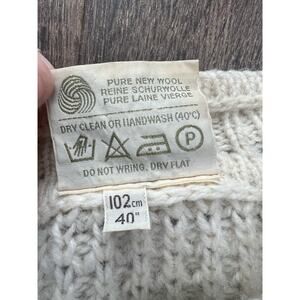 PURE NEW WOOL
REINE SCHURWOLLE
PURE LAINE VIERGE
DRY CLEAN OR HANDWASH (40°C)
P
DO NOT WRING. DRY FLAT
102cm
40"